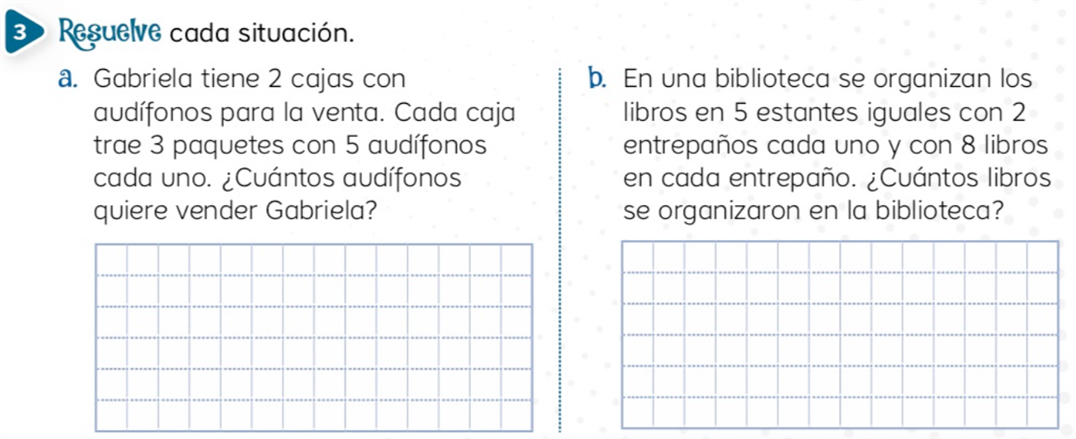 3 Resuelve cada situación.
a. Gabriela tiene 2 cajas con
audífonos para la venta. Cada caja
trae 3 paquetes con 5 audífonos
cada uno. ¿Cuántos audífonos
quiere vender Gabriela?
b. En una biblioteca se organizan los
libros en 5 estantes iguales con 2
entrepaños cada uno y con 8 libros
en cada entrepaño. ¿Cuántos libros
se organizaron en la biblioteca?